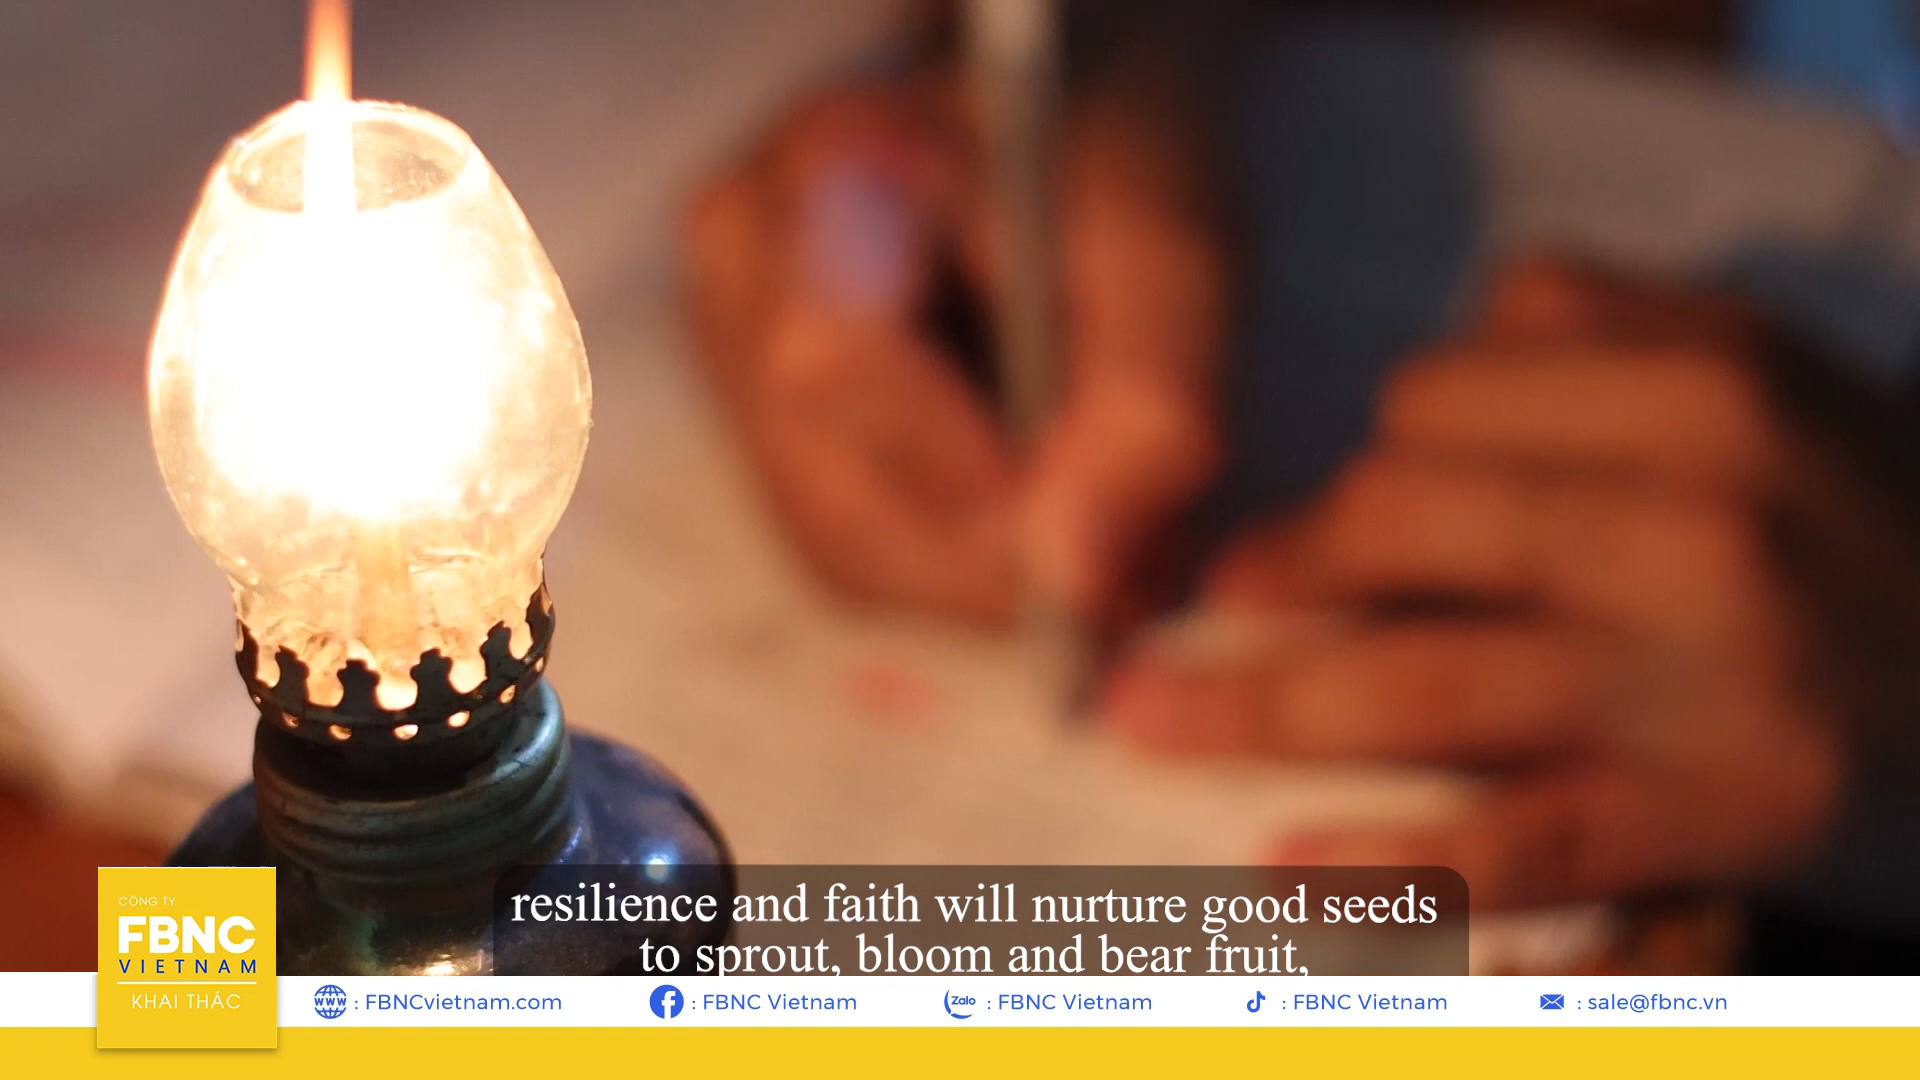 resilience and faith will nurture good seeds
to sprout, bloom and bear fruit,
CÔNG TY
FBNC
VIETNAM
KHAI THÁC
www : FBNCvietnam.com
: FBNC Vietnam
Zalo : FBNC Vietnam
: FBNC Vietnam
: sale@fbnc.vn